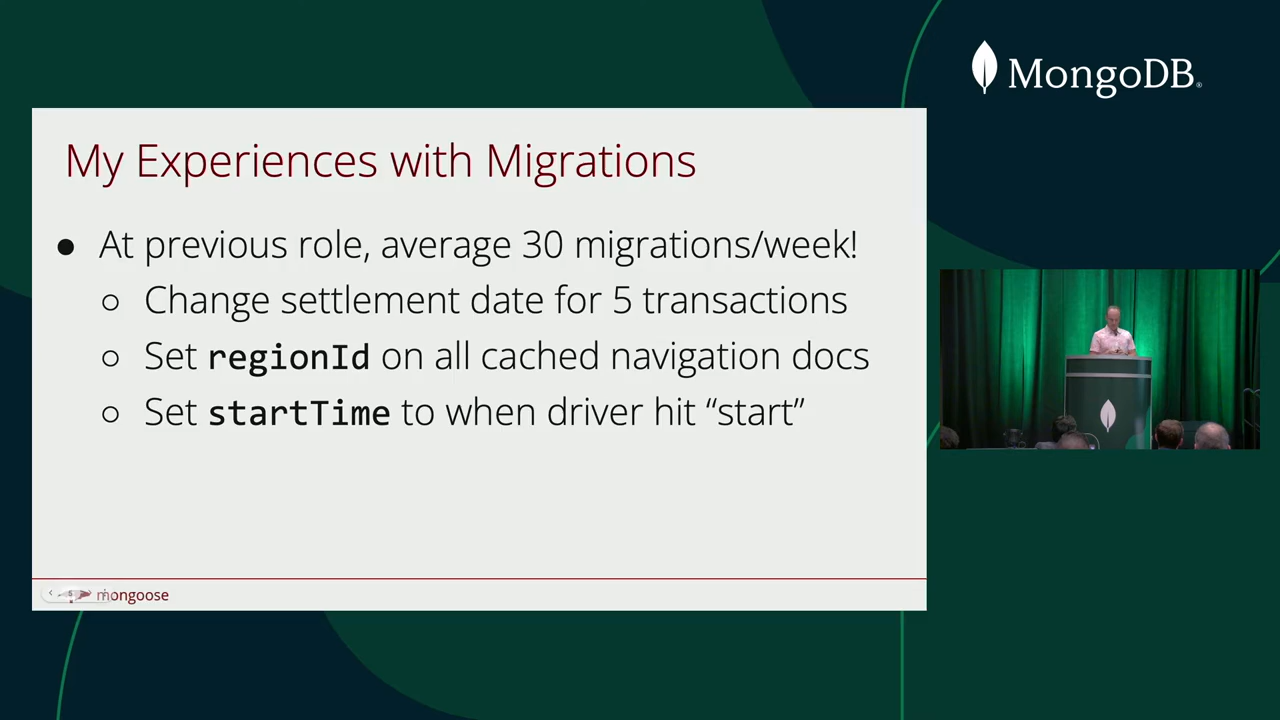 MongoDB®
My Experiences with Migrations
● At previous role, average 30 migrations/week!
○ Change settlement date for 5 transactions
○ Set regionId on all cached navigation docs
○ Set startTime to when driver hit “start”
mongoose